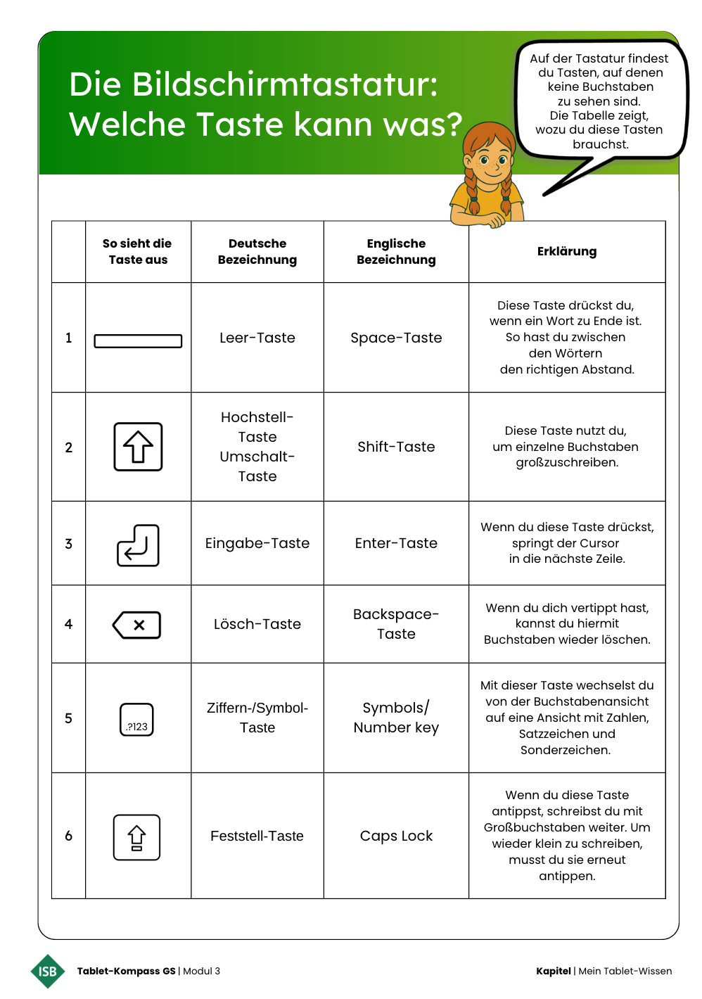 Die Bildschirmtastatur:
Welche Taste kann was?
Auf der Tastatur findest
du Tasten, auf denen
keine Buchstaben
zu sehen sind.
Die Tabelle zeigt,
wozu du diese Tasten
brauchst.
So sieht die
Taste aus
Deutsche
Bezeichnung
Englische
Bezeichnung
Erklärung
1
Leer-Taste
Space-Taste
Diese Taste drückst du,
wenn ein Wort zu Ende ist.
So hast du zwischen
den Wörtern
den richtigen Abstand.
2
Hochstell-
Taste
Umschalt-
Taste
Shift-Taste
Diese Taste nutzt du,
um einzelne Buchstaben
großzuschreiben.
3
Eingabe-Taste
Enter-Taste
Wenn du diese Taste drückst,
springt der Cursor
in die nächste Zeile.
4
Lösch-Taste
Backspace-
Taste
Wenn du dich vertippt hast,
kannst du hiermit
Buchstaben wieder löschen.
5
.?123
Ziffern-/Symbol-
Taste
Symbols/
Number key
Mit dieser Taste wechselst du
von der Buchstabenansicht
auf eine Ansicht mit Zahlen,
Satzzeichen und
Sonderzeichen.
6
Feststell-Taste
Caps Lock
Wenn du diese Taste
antippst, schreibst du mit
Großbuchstaben weiter. Um
wieder klein zu schreiben,
musst du sie erneut
antippen.
ISB
Tablet-Kompass GS | Modul 3
Kapitel | Mein Tablet-Wissen